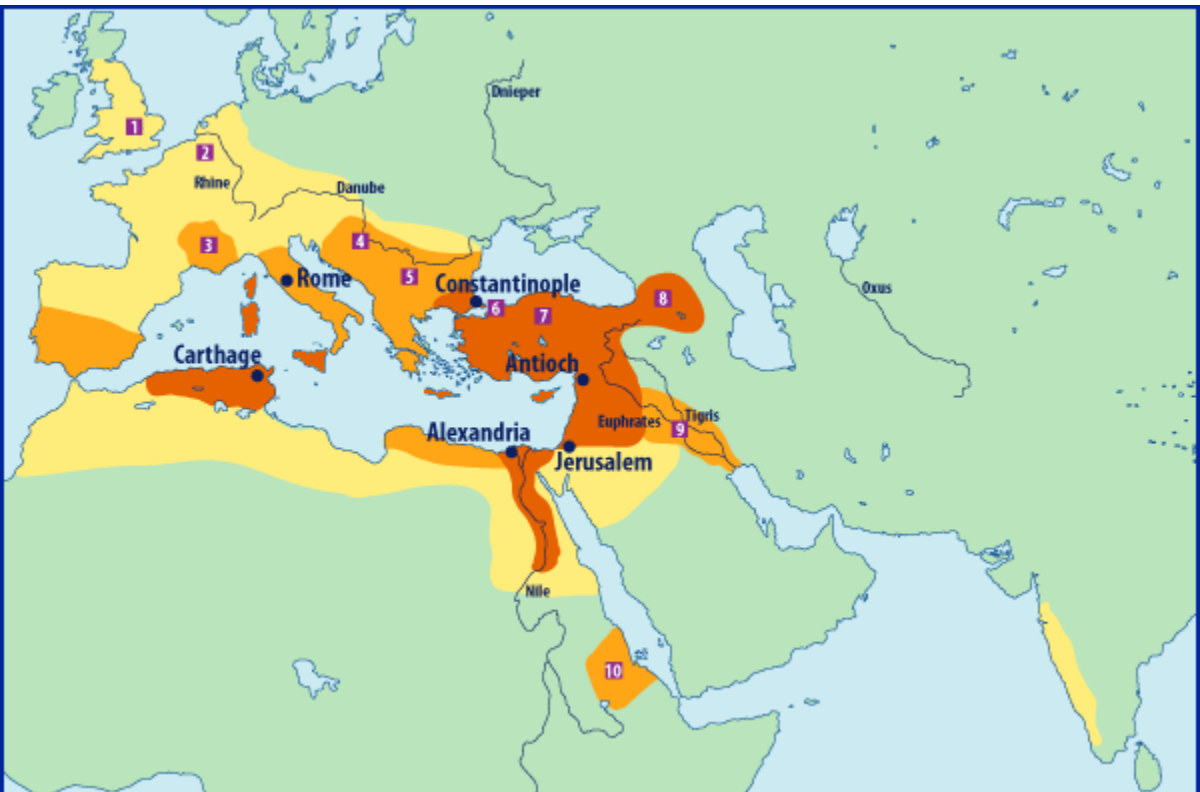 Dnieper
1
2
Rhine
Danube
3
4
5
Rome
Constantinople
6
7
8
Oxus
Carthage
Antioch
Euphrates
Tigris
9
Alexandria
Jerusalem
Nile
10